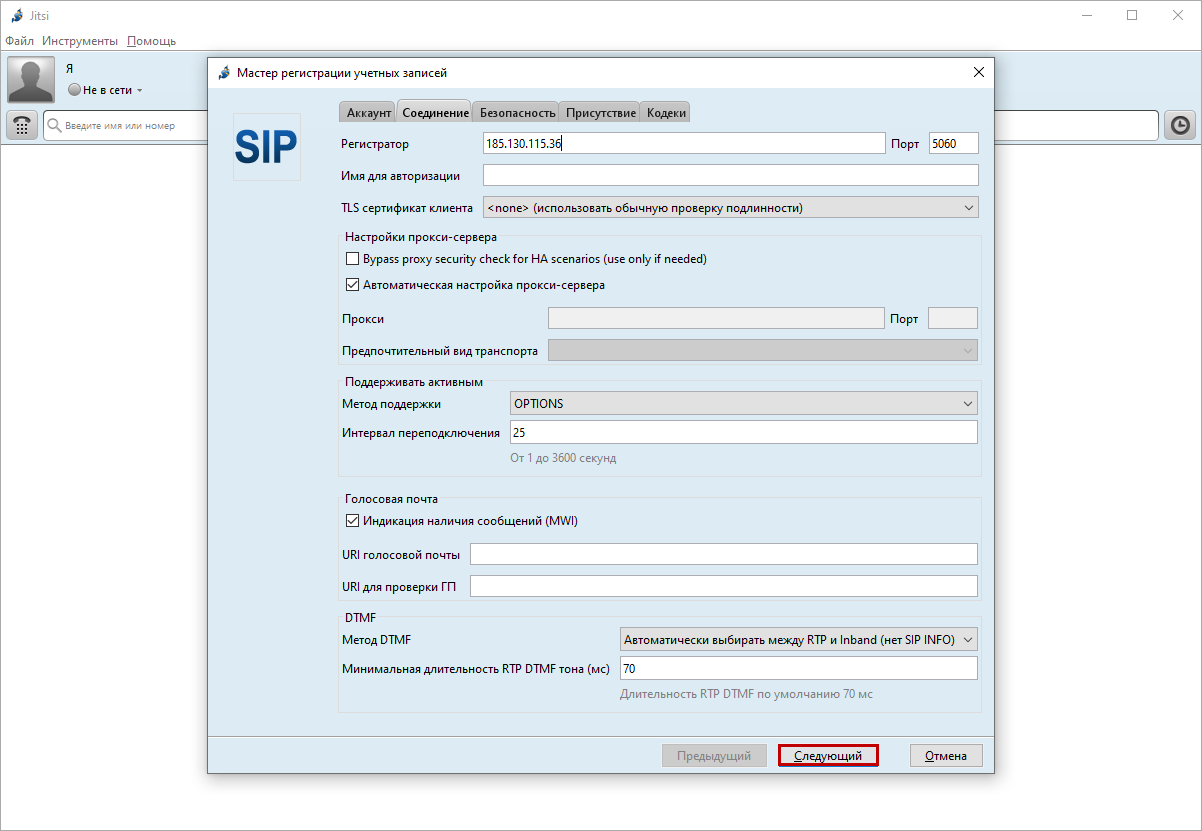 Jitsi
Файл Инструменты Помощь
Я
Не в сети
Введите имя или номер
Мастер регистрации учетных записей
SIP
Аккаунт Соединение Безопасность Присутствие Кодеки
Регистратор 185.130.115.36 Порт 5060
Имя для авторизации
TLS сертификат клиента <none> (использовать обычную проверку подлинности)
Настройки прокси-сервера
Bypass proxy security check for HA scenarios (use only if needed)
Автоматическая настройка прокси-сервера
Прокси Порт
Предпочтительный вид транспорта
Поддерживать активным
Метод поддержки OPTIONS
Интервал переподключения 25
От 1 до 3600 секунд
Голосовая почта
Индикация наличия сообщений (MWI)
URI голосовой почты
URI для проверки ГП
DTMF
Метод DTMF Автоматически выбирать между RTP и Inband (нет SIP INFO)
Минимальная длительность RTP DTMF тона (мс) 70
Длительность RTP DTMF по умолчанию 70 мс
Предыдущий Следующий Отмена